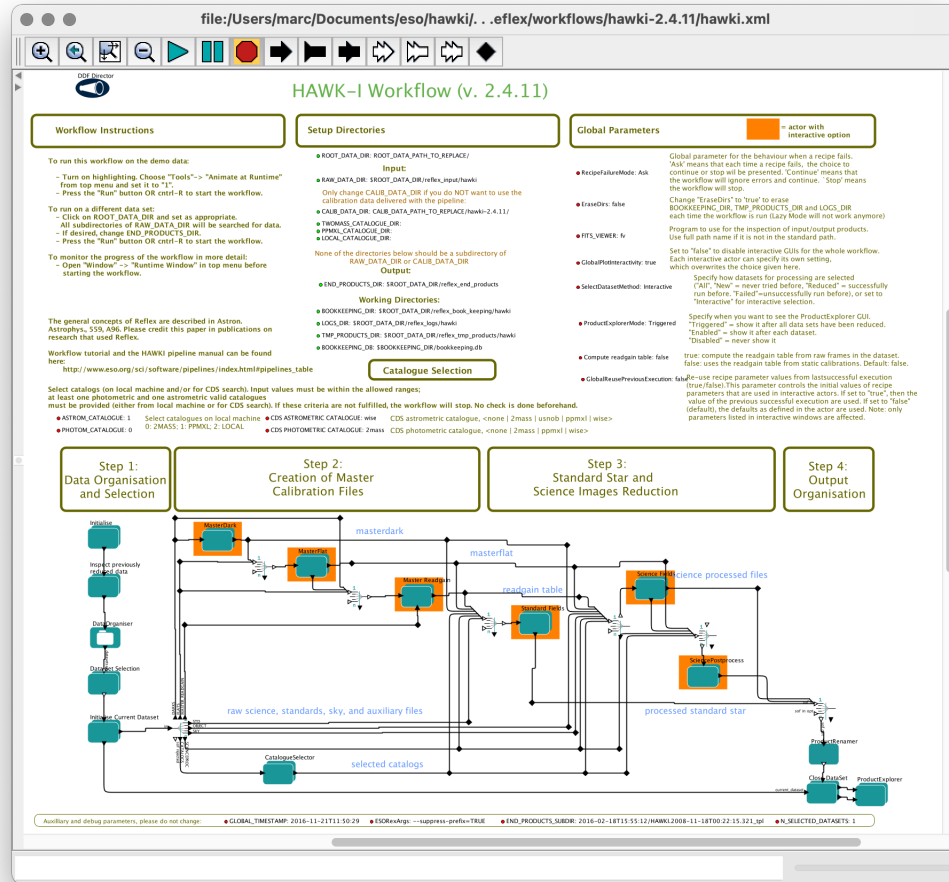 file:/Users/marc/Documents/eso/hawki/. . .eflex/workflows/hawki-2.4.11/hawki.xml
DDF Director
HAWK-I Workflow (v. 2.4.11)
Workflow Instructions
To run this workflow on the demo data:
– Turn on highlighting. Choose "Tools"-> "Animate at Runtime"
from top menu and set it to "1".
– Press the "Run" button OR cntrl-R to start the workflow.
To run on a different data set:
– Click on ROOT_DATA_DIR and set as appropriate.
All subdirectories of RAW_DATA_DIR will be searched for data.
– If desired, change END_PRODUCTS_DIR.
– Press the "Run" button OR cntrl-R to start the workflow.
To monitor the progress of the workflow in more detail:
– Open "Window" -> "Runtime Window" in top menu before
starting the workflow.
The general concepts of Reflex are described in Astron.
Astrophys., 559, A96. Please credit this paper in publications on
research that used Reflex.
Workflow tutorial and the HAWKI pipeline manual can be found
here:
http://www.eso.org/sci/software/pipelines/index.html#pipelines_table
Setup Directories
ROOT_DATA_DIR: ROOT_DATA_PATH_TO_REPLACE/
Input:
RAW_DATA_DIR: $ROOT_DATA_DIR/reflex_input/hawki
Only change CALIB_DATA_DIR if you do NOT want to use the
calibration data delivered with the pipeline:
CALIB_DATA_DIR: CALIB_DATA_PATH_TO_REPLACE/hawki-2.4.11/
TWOMASS_CATALOGUE_DIR:
PPMXL_CATALOGUE_DIR:
LOCAL_CATALOGUE_DIR:
None of the directories below should be a subdirectory of
RAW_DATA_DIR or CALIB_DATA_DIR
Output:
END_PRODUCTS_DIR: $ROOT_DATA_DIR/reflex_end_products
Working Directories:
BOOKKEEPING_DIR: $ROOT_DATA_DIR/reflex_book_keeping/hawki
LOGS_DIR: $ROOT_DATA_DIR/reflex_logs/hawki
TMP_PRODUCTS_DIR: $ROOT_DATA_DIR/reflex_tmp_products/hawki
BOOKKEEPING_DB: $BOOKKEEPING_DIR/bookkeeping.db
Global Parameters
= actor with
interactive option
RecipeFailureMode: Ask
Global parameter for the behaviour when a recipe fails.
'Ask' means that each time a recipe fails, the choice to
continue or stop wil be presented. 'Continue' means that
the workflow will ignore errors and continue. `Stop' means
the workflow will stop.
EraseDirs: false
Change "EraseDirs" to 'true' to erase
BOOKKEEPING_DIR, TMP_PRODUCTS_DIR and LOGS_DIR
each time the workflow is run (Lazy Mode will not work anymore)
FITS_VIEWER: fv
Program to use for the inspection of input/output products.
Use full path name if it is not in the standard path.
GlobalPlotInteractivity: true
Set to "false" to disable interactive GUIs for the whole workflow.
Each interactive actor can specify its own setting,
which overwrites the choice given here.
SelectDatasetMethod: Interactive
Specify how datasets for processing are selected
("All", "New" = never tried before, "Reduced" = successfully
run before, "Failed"=unsuccessfully run before), or set to
"Interactive" for interactive selection.
ProductExplorerMode: Triggered
Specify when you want to see the ProductExplorer GUI.
"Triggered" = show it after all data sets have been reduced.
"Enabled" = show it after each dataset.
"Disabled" = never show it
Compute readgain table: false
true: compute the readgain table from raw frames in the dataset.
false: uses the readgain table from static calibrations. Default: false.
GlobalReusePreviousExecution: false
Re-use recipe parameter values from lastsuccessful execution
(true/false).This parameter controls the initial values of recipe
parameters that are used in interactive actors. If set to "true", then the
value of the previous successful execution are used. If set to "false"
(default), the defaults as defined in the actor are used. Note: only
parameters listed in interactive windows are affected.
Catalogue Selection
Select catalogs (on local machine and/or for CDS search). Input values must be within the allowed ranges;
at least one photometric and one astrometric valid catalogues
must be provided (either from local machine or for CDS search). If these criteria are not fulfilled, the workflow will stop. No check is done beforehand.
ASTROM_CATALOGUE: 1
PHOTOM_CATALOGUE: 0
Select catalogues on local machine
0: 2MASS; 1: PPMXL; 2: LOCAL
CDS ASTROMETRIC CATALOGUE: wise
CDS astrometric catalogue, <none | 2mass | usnob | ppmxl | wise>
CDS PHOTOMETRIC CATALOGUE: 2mass
CDS photometric catalogue, <none | 2mass | ppmxl | wise>
Step 1:
Data Organisation
and Selection
Step 2:
Creation of Master
Calibration Files
Step 3:
Standard Star and
Science Images Reduction
Step 4:
Output
Organisation
Initialise
Inspect previously
reduced data
DataOrganiser
Dataset Selection
Initialise Current Dataset
MasterDark
masterdark
MasterFlat
masterflat
Master Readgain
readgain table
Standard Fields
Science Fields
science processed files
SciencePostprocess
raw science, standards, sky, and auxiliary files
processed standard star
CatalogueSelector
selected catalogs
ProductRenamer
Close DataSet
ProductExplorer
current_dataset
Auxilliary and debug parameters, please do not change:
GLOBAL_TIMESTAMP: 2016-11-21T11:50:29
ESORexArgs: --suppress-prefix=TRUE
END_PRODUCTS_SUBDIR: 2016-02-18T15:55:12/HAWKI.2008-11-18T00:22:15.321_tpl
N_SELECTED_DATASETS: 1